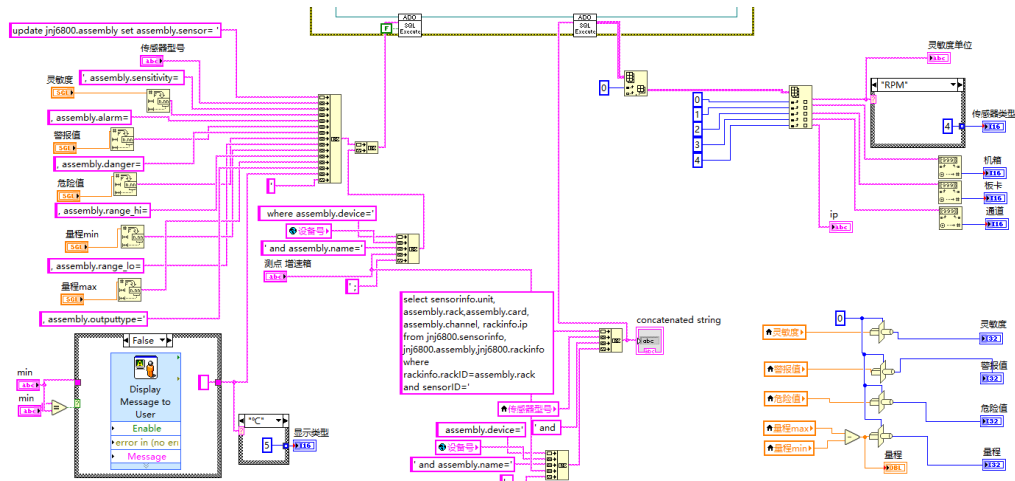 ADO
SQL
Execute
F
ADO
SQL
Execute
update jnj6800.assembly set assembly.sensor= '
传感器型号
abc
', assembly.sensitivity=
灵敏度
SGL
, assembly.alarm=
警报值
SGL
, assembly.danger=
危险值
SGL
, assembly.range_hi=
量程min
SGL
, assembly.range_lo=
量程max
SGL
, assembly.outputtype='
'
where assembly.device='
设备号
' and assembly.name='
测点 增速箱
abc
';
False
min
abc
min
abc
Display
Message to
User
Enable
error in (no en
Message
"℃"
5
显示类型
I16
select sensorinfo.unit,
assembly.rack,assembly.card,
assembly.channel, rackinfo.ip
from jnj6800.sensorinfo,
jnj6800.assembly,jnj6800.rackinfo
where
rackinfo.rackID=assembly.rack
and sensorID='
传感器型号
' and
assembly.device='
设备号
' and assembly.name='
concatenated string
abc
0
0
1
2
3
4
灵敏度单位
abc
"RPM"
4
传感器类型
I16
机箱
I16
板卡
I16
通道
I16
ip
abc
0
灵敏度
灵敏度
I32
警报值
警报值
I32
危险值
危险值
I32
量程max
量程min
量程
DBL
量程
I32